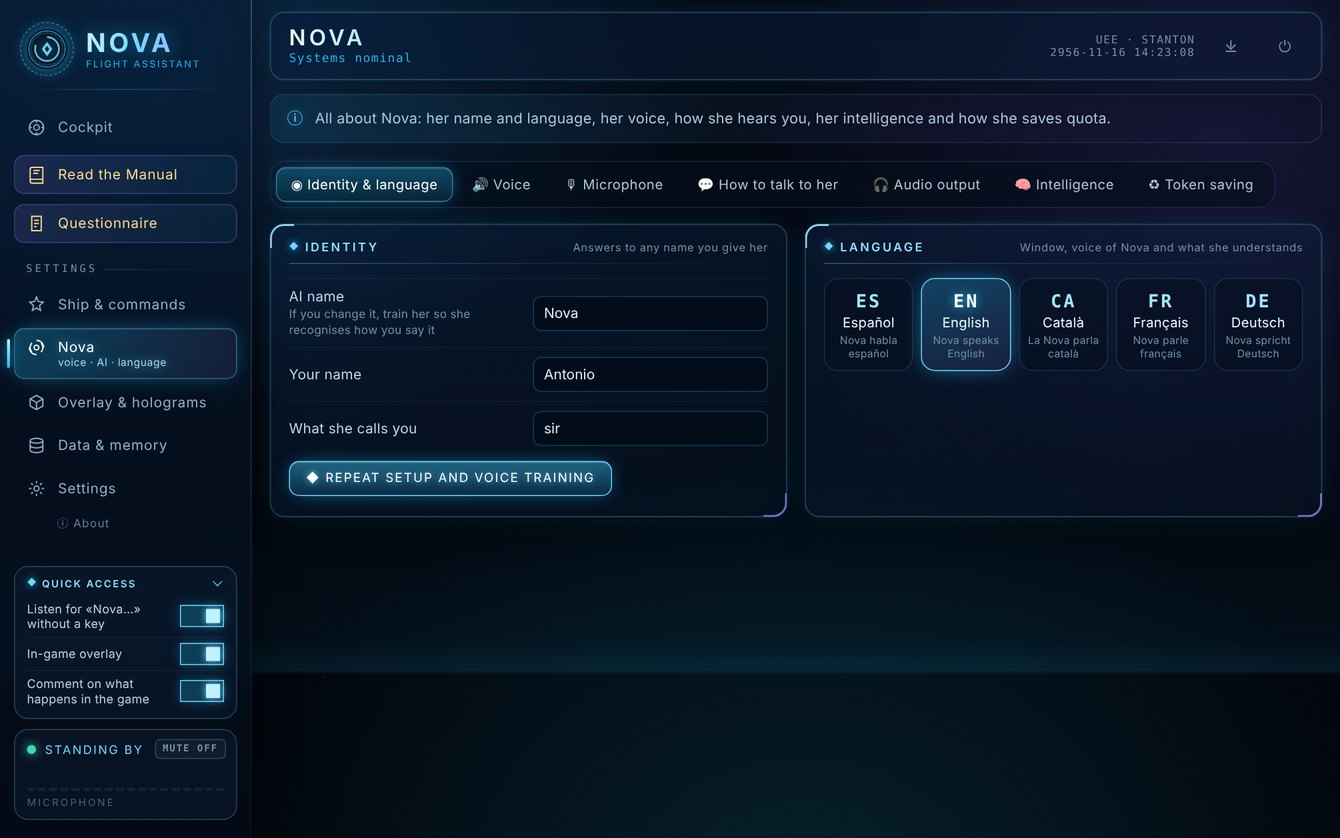 NOVA
FLIGHT ASSISTANT
Cockpit
Read the Manual
Questionnaire
SETTINGS
Ship & commands
Nova
voice · AI · language
Overlay & holograms
Data & memory
Settings
ⓘ About
QUICK ACCESS
Listen for «Nova...»
without a key
In-game overlay
Comment on what
happens in the game
STANDING BY
MUTE OFF
MICROPHONE
NOVA
Systems nominal
UEE · STANTON
2956-11-16 14:23:08
All about Nova: her name and language, her voice, how she hears you, her intelligence and how she saves quota.
Identity & language
Voice
Microphone
How to talk to her
Audio output
Intelligence
Token saving
IDENTITY
Answers to any name you give her
AI name
If you change it, train her so she
recognises how you say it
Nova
Your name
Antonio
What she calls you
sir
REPEAT SETUP AND VOICE TRAINING
LANGUAGE
Window, voice of Nova and what she understands
ES
Español
Nova habla
español
EN
English
Nova speaks
English
CA
Català
La Nova parla
català
FR
Français
Nova parle
français
DE
Deutsch
Nova spricht
Deutsch